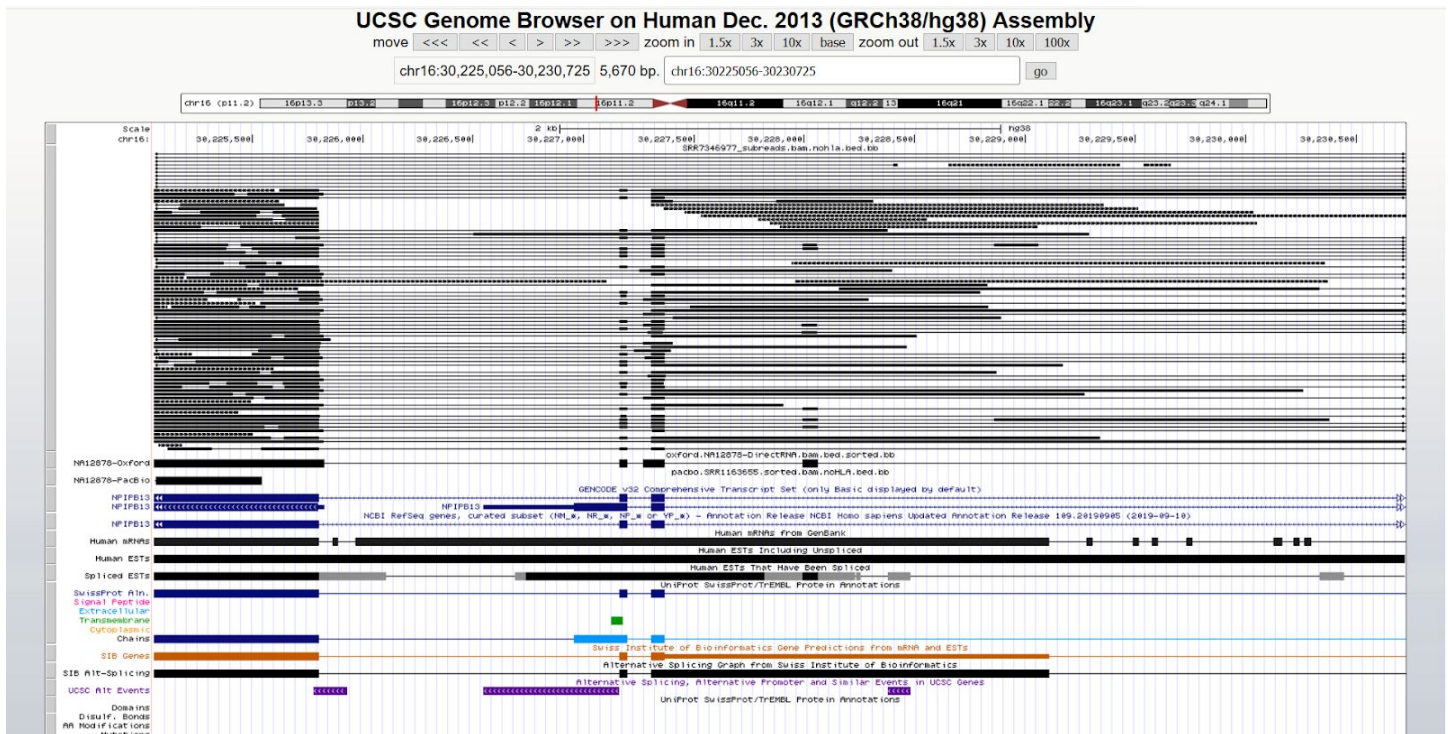 UCSC Genome Browser on Human Dec. 2013 (GRCh38/hg38) Assembly
move <<< << < > >> >>> zoom in 1.5x 3x 10x base zoom out 1.5x 3x 10x 100x
chr16:30,225,056-30,230,725 5,670 bp. chr16:30225056-30230725 go
chr16 (p11.2) 16p13.3 p13.2 16p12.3 p12.2 16p12.1 16p11.2 16q11.2 16q12.1 q12.2 13 16q21 16q22.1 22.2 16q23.1 q23.2 q23.3 q24.1
Scale 2 kb hg38
chr16: 30,225,500 30,226,000 30,226,500 30,227,000 30,227,500 30,228,000 30,228,500 30,229,000 30,229,500 30,230,000 30,230,500
SRR7346977_subreads.bam.nohla.bed.bb
oxford.NA12878-DirectRNA.bam.bed.sorted.bb
NA12878-Oxford
pacbo.SRR1163655.sorted.bam.noHLA.bed.bb
NA12878-PacBio
GENCODE v32 Comprehensive Transcript Set (only Basic displayed by default)
NPIPB13
NPIPB13 NPIPB13
NCBI RefSeq genes, curated subset (NM_*, NR_*, NP_* or YP_*) - Annotation Release NCBI Homo sapiens Updated Annotation Release 109.20190905 (2019-09-10)
NPIPB13
Human mRNAs from GenBank
Human mRNAs
Human ESTs Including Unspliced
Human ESTs
Human ESTs That Have Been Spliced
Spliced ESTs
UniProt SwissProt/TrEMBL Protein Annotations
SwissProt Aln.
Signal Peptide
Extracellular
Transmembrane
Cytoplasmic
Chains
Swiss Institute of Bioinformatics Gene Predictions from mRNA and ESTs
SIB Genes
Alternative Splicing Graph from Swiss Institute of Bioinformatics
SIB Alt-Splicing
Alternative Splicing, Alternative Promoter and Similar Events in UCSC Genes
UCSC Alt Events
UniProt SwissProt/TrEMBL Protein Annotations
Domains
Disulf. Bonds
AA Modifications